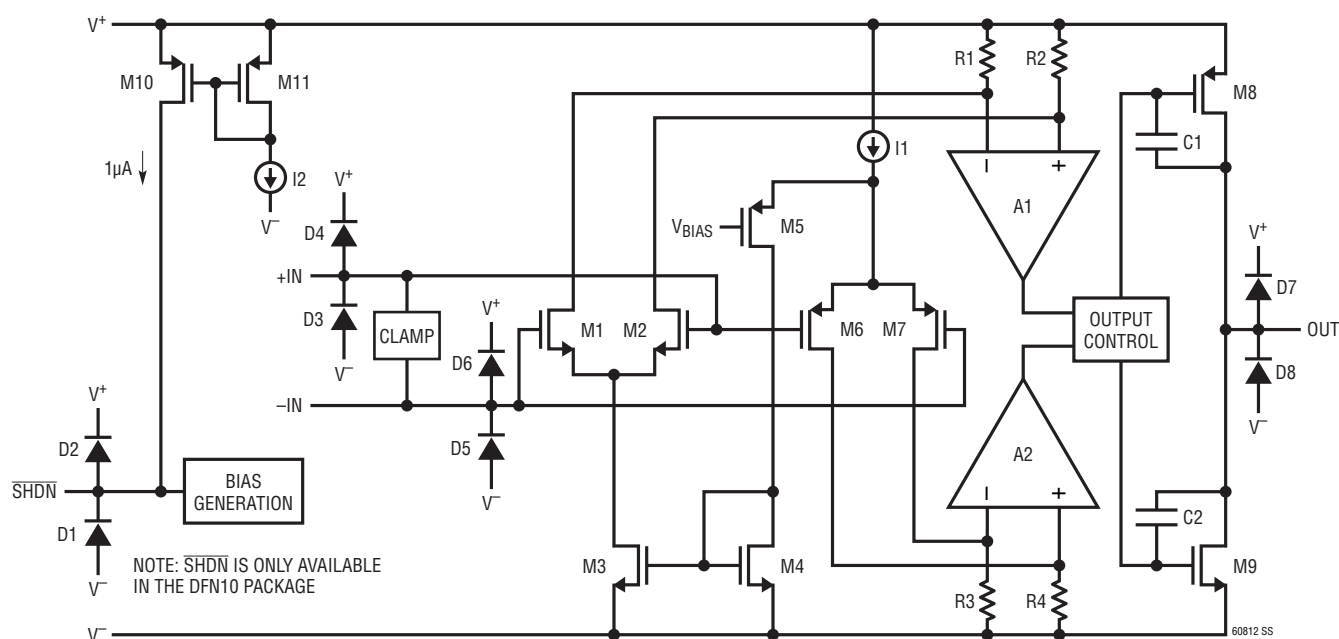 V+
M10
M11
R1
R2
M8
C1
1µA
I2
V−
I1
V+
D4
VBIAS
M5
A1
V+
D7
+IN
D3
CLAMP
V−
V+
D6
M1
M2
M6
M7
OUTPUT
CONTROL
OUT
D8
V−
−IN
D5
V−
V+
D2
SHDN
BIAS
GENERATION
D1
V−
NOTE: SHDN IS ONLY AVAILABLE
IN THE DFN10 PACKAGE
M3
M4
A2
− +
− +
C2
M9
R3
R4
V−
60812 SS